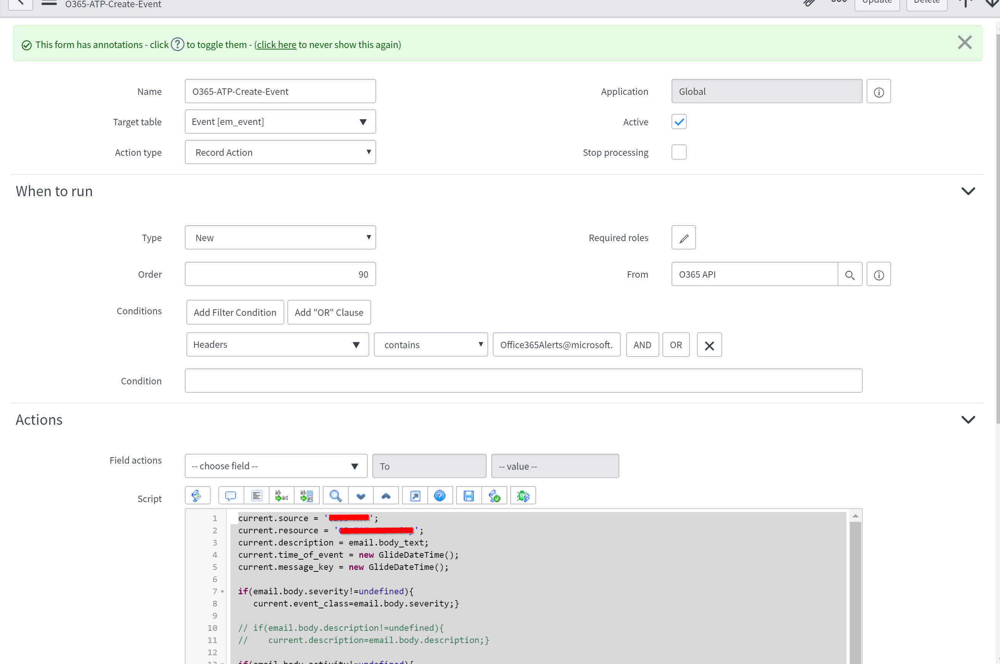 O365-ATP-Create-Event
Update
Delete
This form has annotations - click ? to toggle them - (click here to never show this again)
Name
O365-ATP-Create-Event
Application
Global
Target table
Event [em_event]
Active
Action type
Record Action
Stop processing
When to run
Type
New
Required roles
Order
90
From
O365 API
Conditions
Add Filter Condition
Add "OR" Clause
Headers
contains
Office365Alerts@microsoft.
AND
OR
Condition
Actions
Field actions
-- choose field --
To
-- value --
Script
1 current.source = '';
2 current.resource = '';
3 current.description = email.body_text;
4 current.time_of_event = new GlideDateTime();
5 current.message_key = new GlideDateTime();
6
7 if(email.body.severity!=undefined){
8 current.event_class=email.body.severity;}
9
10 // if(email.body.description!=undefined){
11 // current.description=email.body.description;}
12
13 if(email.body.activity!=undefined){